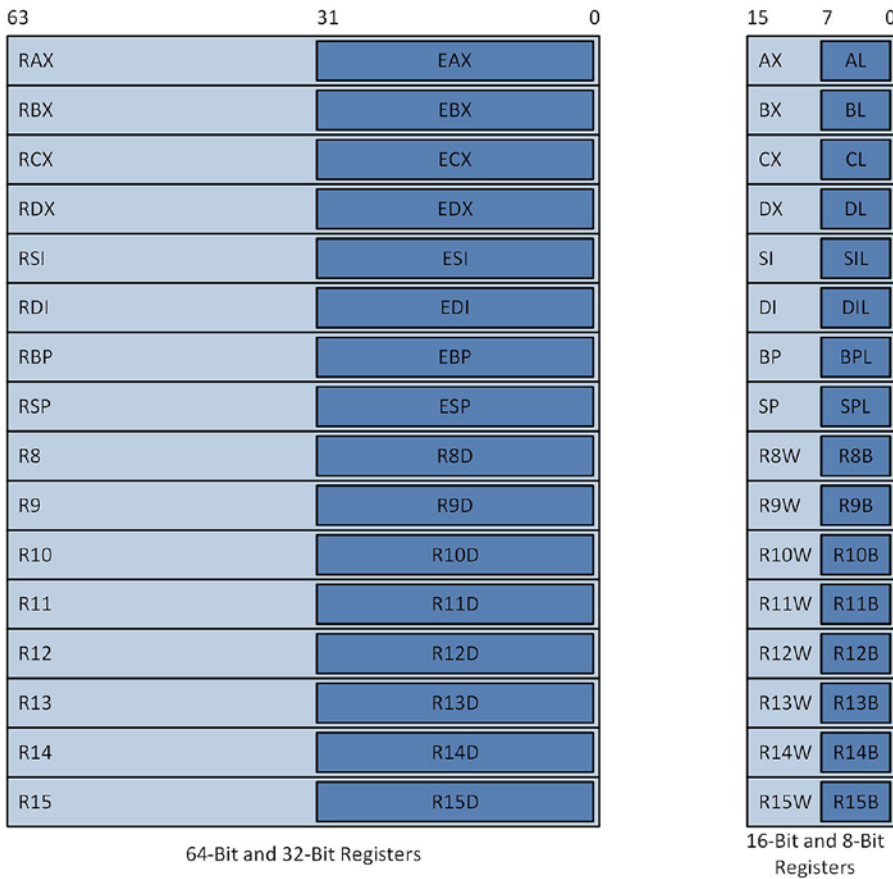 63 31 0 15 7 0
RAX EAX AX AL
RBX EBX BX BL
RCX ECX CX CL
RDX EDX DX DL
RSI ESI SI SIL
RDI EDI DI DIL
RBP EBP BP BPL
RSP ESP SP SPL
R8 R8D R8W R8B
R9 R9D R9W R9B
R10 R10D R10W R10B
R11 R11D R11W R11B
R12 R12D R12W R12B
R13 R13D R13W R13B
R14 R14D R14W R14B
R15 R15D R15W R15B
64-Bit and 32-Bit Registers
16-Bit and 8-Bit
Registers